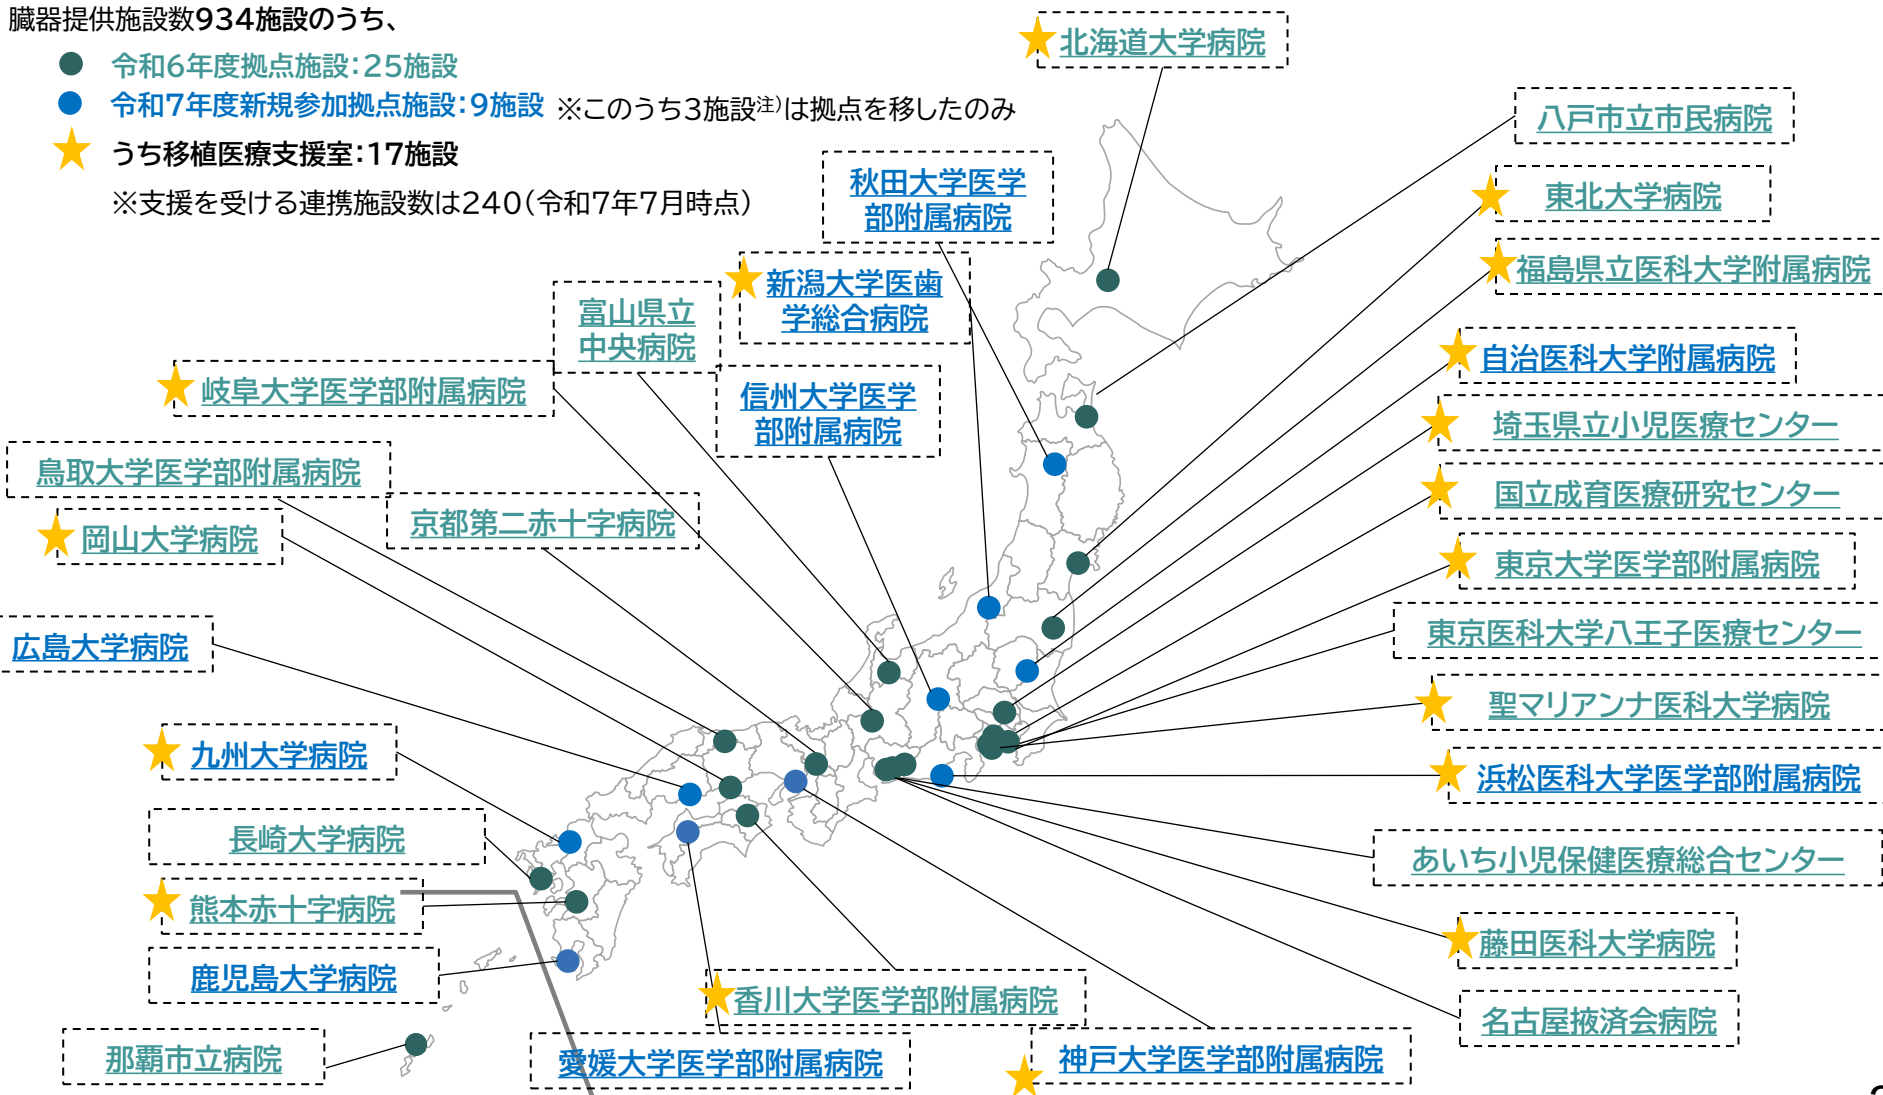 臓器提供施設数934施設のうち、
令和6年度拠点施設：25施設
令和7年度新規参加拠点施設：9施設 ※このうち3施設注）は拠点を移したのみ
うち移植医療支援室：17施設
※支援を受ける連携施設数は240（令和7年7月時点）
北海道大学病院
八戸市立市民病院
秋田大学医学
部附属病院
東北大学病院
新潟大学医歯
学総合病院
福島県立医科大学附属病院
富山県立
中央病院
自治医科大学附属病院
岐阜大学医学部附属病院
信州大学医学
部附属病院
埼玉県立小児医療センター
鳥取大学医学部附属病院
国立成育医療研究センター
京都第二赤十字病院
岡山大学病院
東京大学医学部附属病院
広島大学病院
東京医科大学八王子医療センター
聖マリアンナ医科大学病院
九州大学病院
浜松医科大学医学部附属病院
長崎大学病院
あいち小児保健医療総合センター
熊本赤十字病院
藤田医科大学病院
鹿児島大学病院
香川大学医学部附属病院
名古屋掖済会病院
那覇市立病院
愛媛大学医学部附属病院
神戸大学医学部附属病院